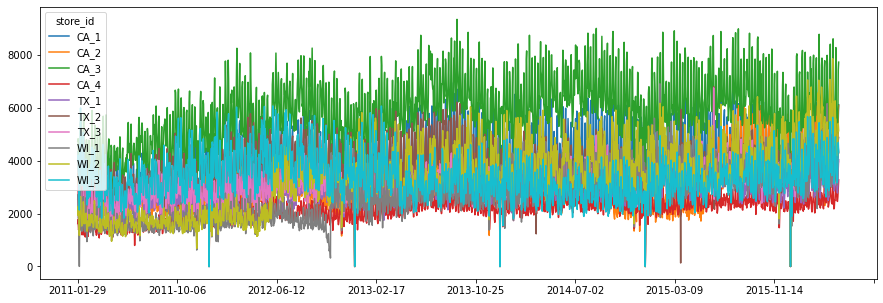 store_id
CA_1
CA_2
CA_3
CA_4
TX_1
TX_2
TX_3
WI_1
WI_2
WI_3
8000
6000
4000
2000
0
2011-01-29 2011-10-06 2012-06-12 2013-02-17 2013-10-25 2014-07-02 2015-03-09 2015-11-14